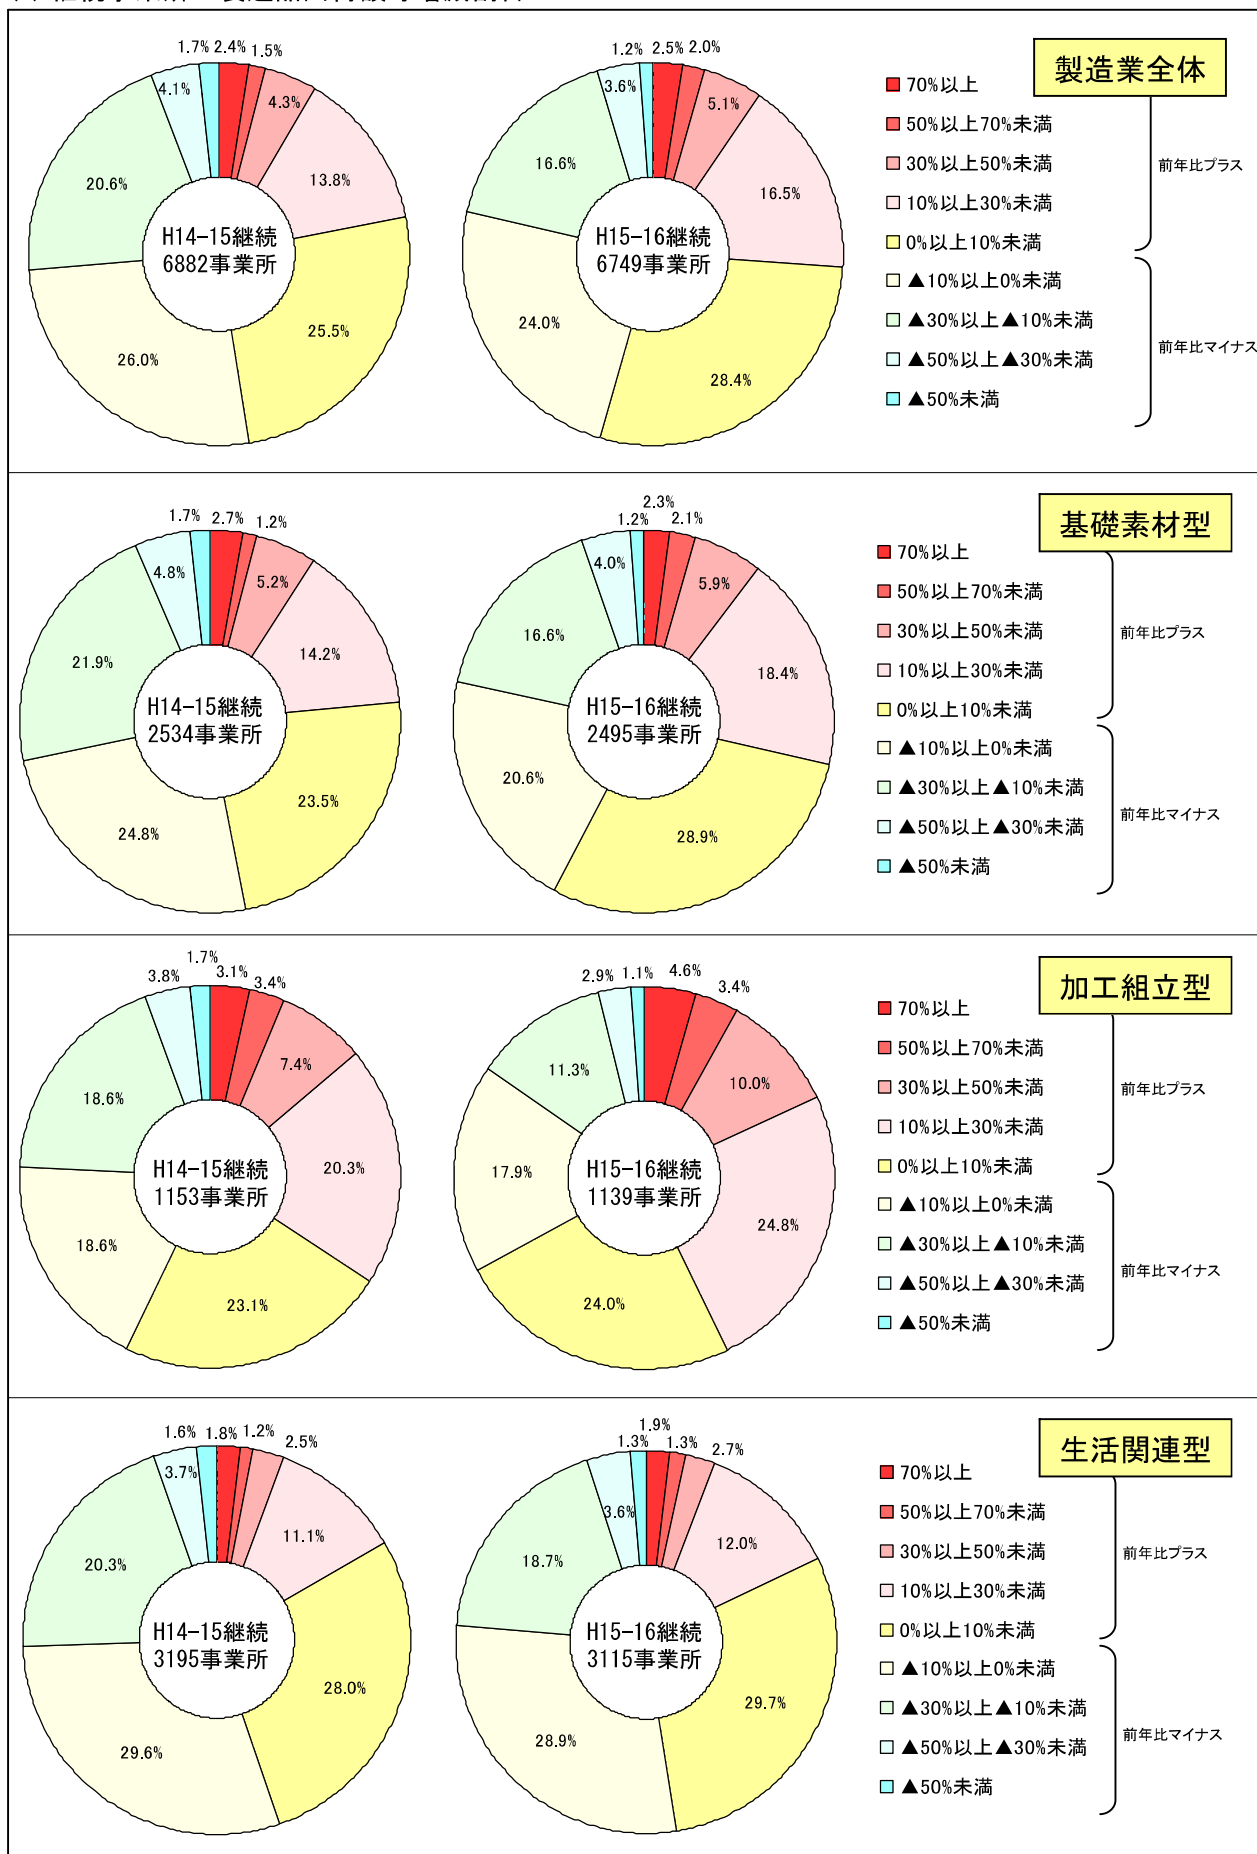 製造業全体
1.7% 2.4% 1.5%
4.1% 4.3%
20.6% 13.8%
H14-15継続
6882事業所
26.0% 25.5%
1.2% 2.5% 2.0%
3.6% 5.1%
16.6% 16.5%
H15-16継続
6749事業所
24.0% 28.4%
70%以上
50%以上70%未満
30%以上50%未満
10%以上30%未満
0%以上10%未満
▲10%以上0%未満
▲30%以上▲10%未満
▲50%以上▲30%未満
▲50%未満
前年比プラス
前年比マイナス
基礎素材型
1.7% 2.7% 1.2%
4.8% 5.2%
21.9% 14.2%
H14-15継続
2534事業所
24.8% 23.5%
2.3%
1.2% 2.1%
4.0% 5.9%
16.6% 18.4%
H15-16継続
2495事業所
20.6% 28.9%
70%以上
50%以上70%未満
30%以上50%未満
10%以上30%未満
0%以上10%未満
▲10%以上0%未満
▲30%以上▲10%未満
▲50%以上▲30%未満
▲50%未満
前年比プラス
前年比マイナス
加工組立型
1.7%
3.8% 3.1% 3.4%
7.4%
18.6% 20.3%
H14-15継続
1153事業所
18.6% 23.1%
2.9% 1.1% 4.6% 3.4%
11.3% 10.0%
H15-16継続
1139事業所
17.9% 24.8%
24.0%
70%以上
50%以上70%未満
30%以上50%未満
10%以上30%未満
0%以上10%未満
▲10%以上0%未満
▲30%以上▲10%未満
▲50%以上▲30%未満
▲50%未満
前年比プラス
前年比マイナス
生活関連型
1.6% 1.8% 1.2% 2.5%
3.7%
20.3% 11.1%
H14-15継続
3195事業所
29.6% 28.0%
1.9%
1.3% 1.3% 2.7%
3.6%
18.7% 12.0%
H15-16継続
3115事業所
28.9% 29.7%
70%以上
50%以上70%未満
30%以上50%未満
10%以上30%未満
0%以上10%未満
▲10%以上0%未満
▲30%以上▲10%未満
▲50%以上▲30%未満
▲50%未満
前年比プラス
前年比マイナス